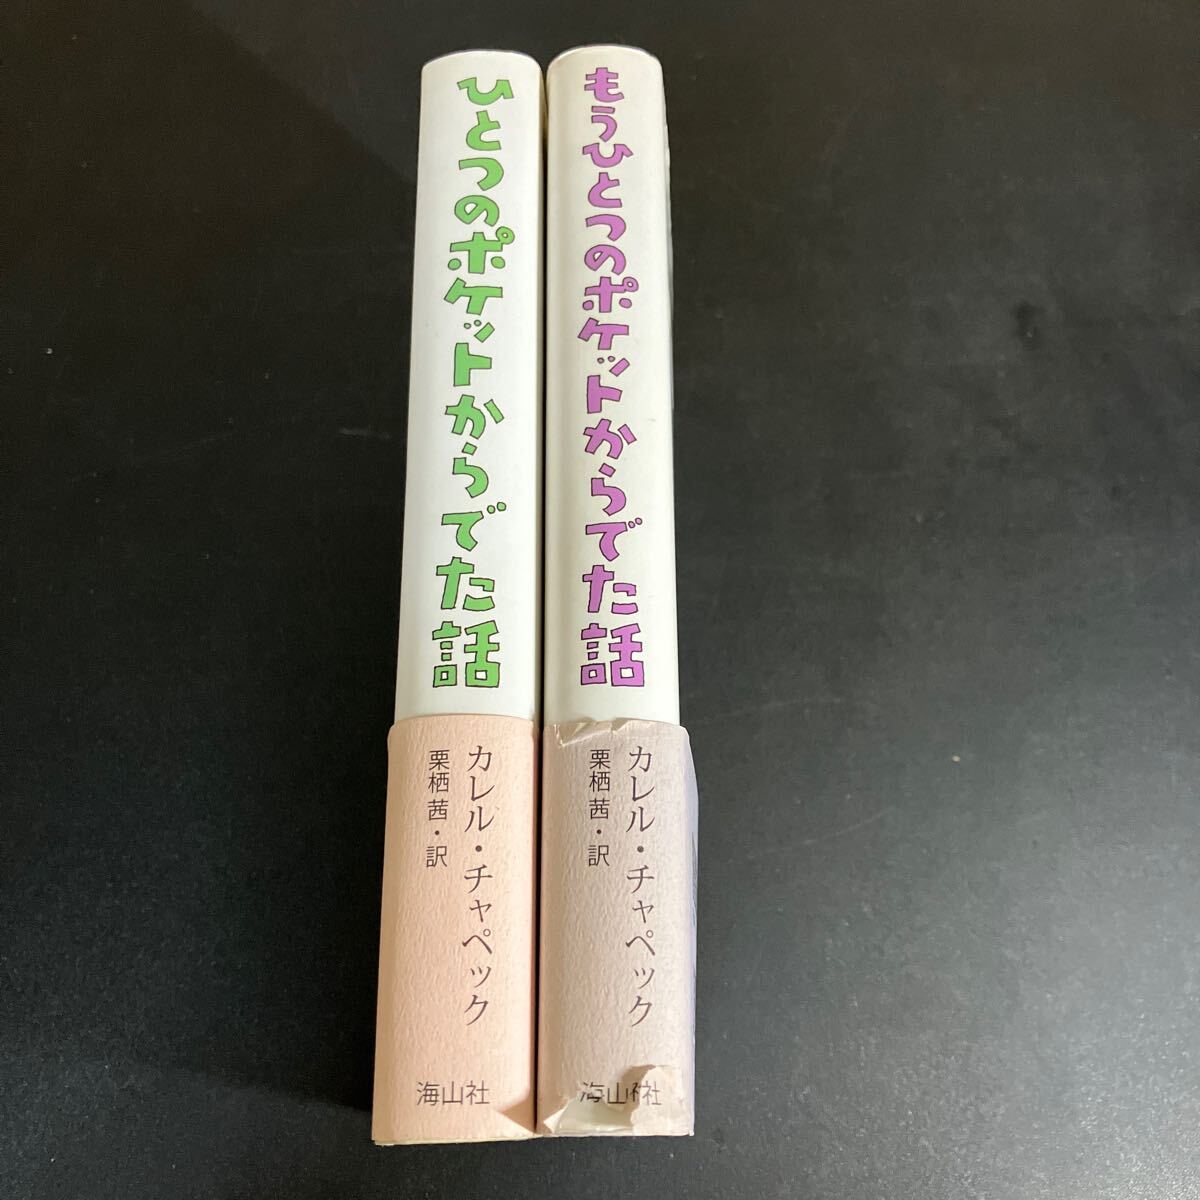 ひとつのポケットからでた話
カレル・チャペック
栗栖茜・訳
海山社
もうひとつのポケットからでた話
カレル・チャペック
栗栖茜・訳
海山社